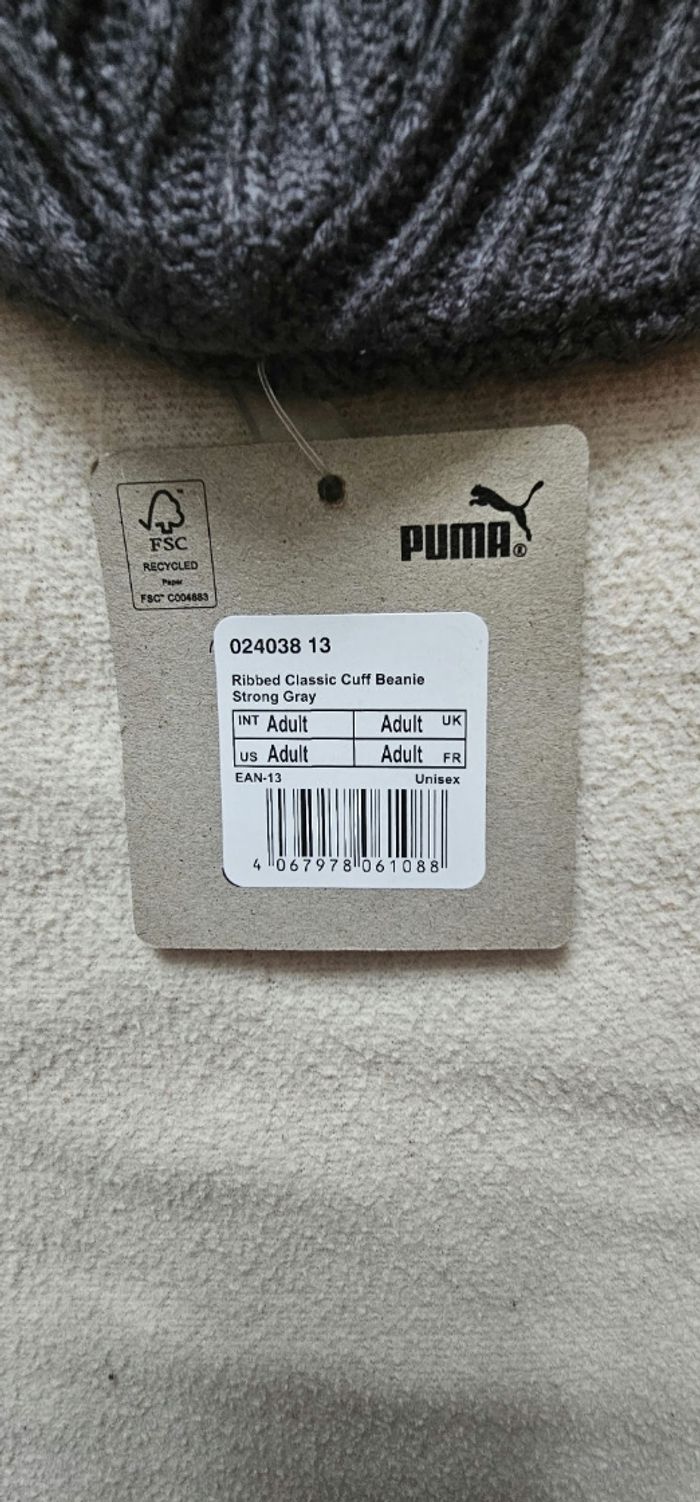 FSC
RECYCLED
Paper
FSC™ C004883
PUMA®
024038 13
Ribbed Classic Cuff Beanie
Strong Gray
INT Adult Adult UK
US Adult Adult FR
EAN-13 Unisex
4 067978 061088